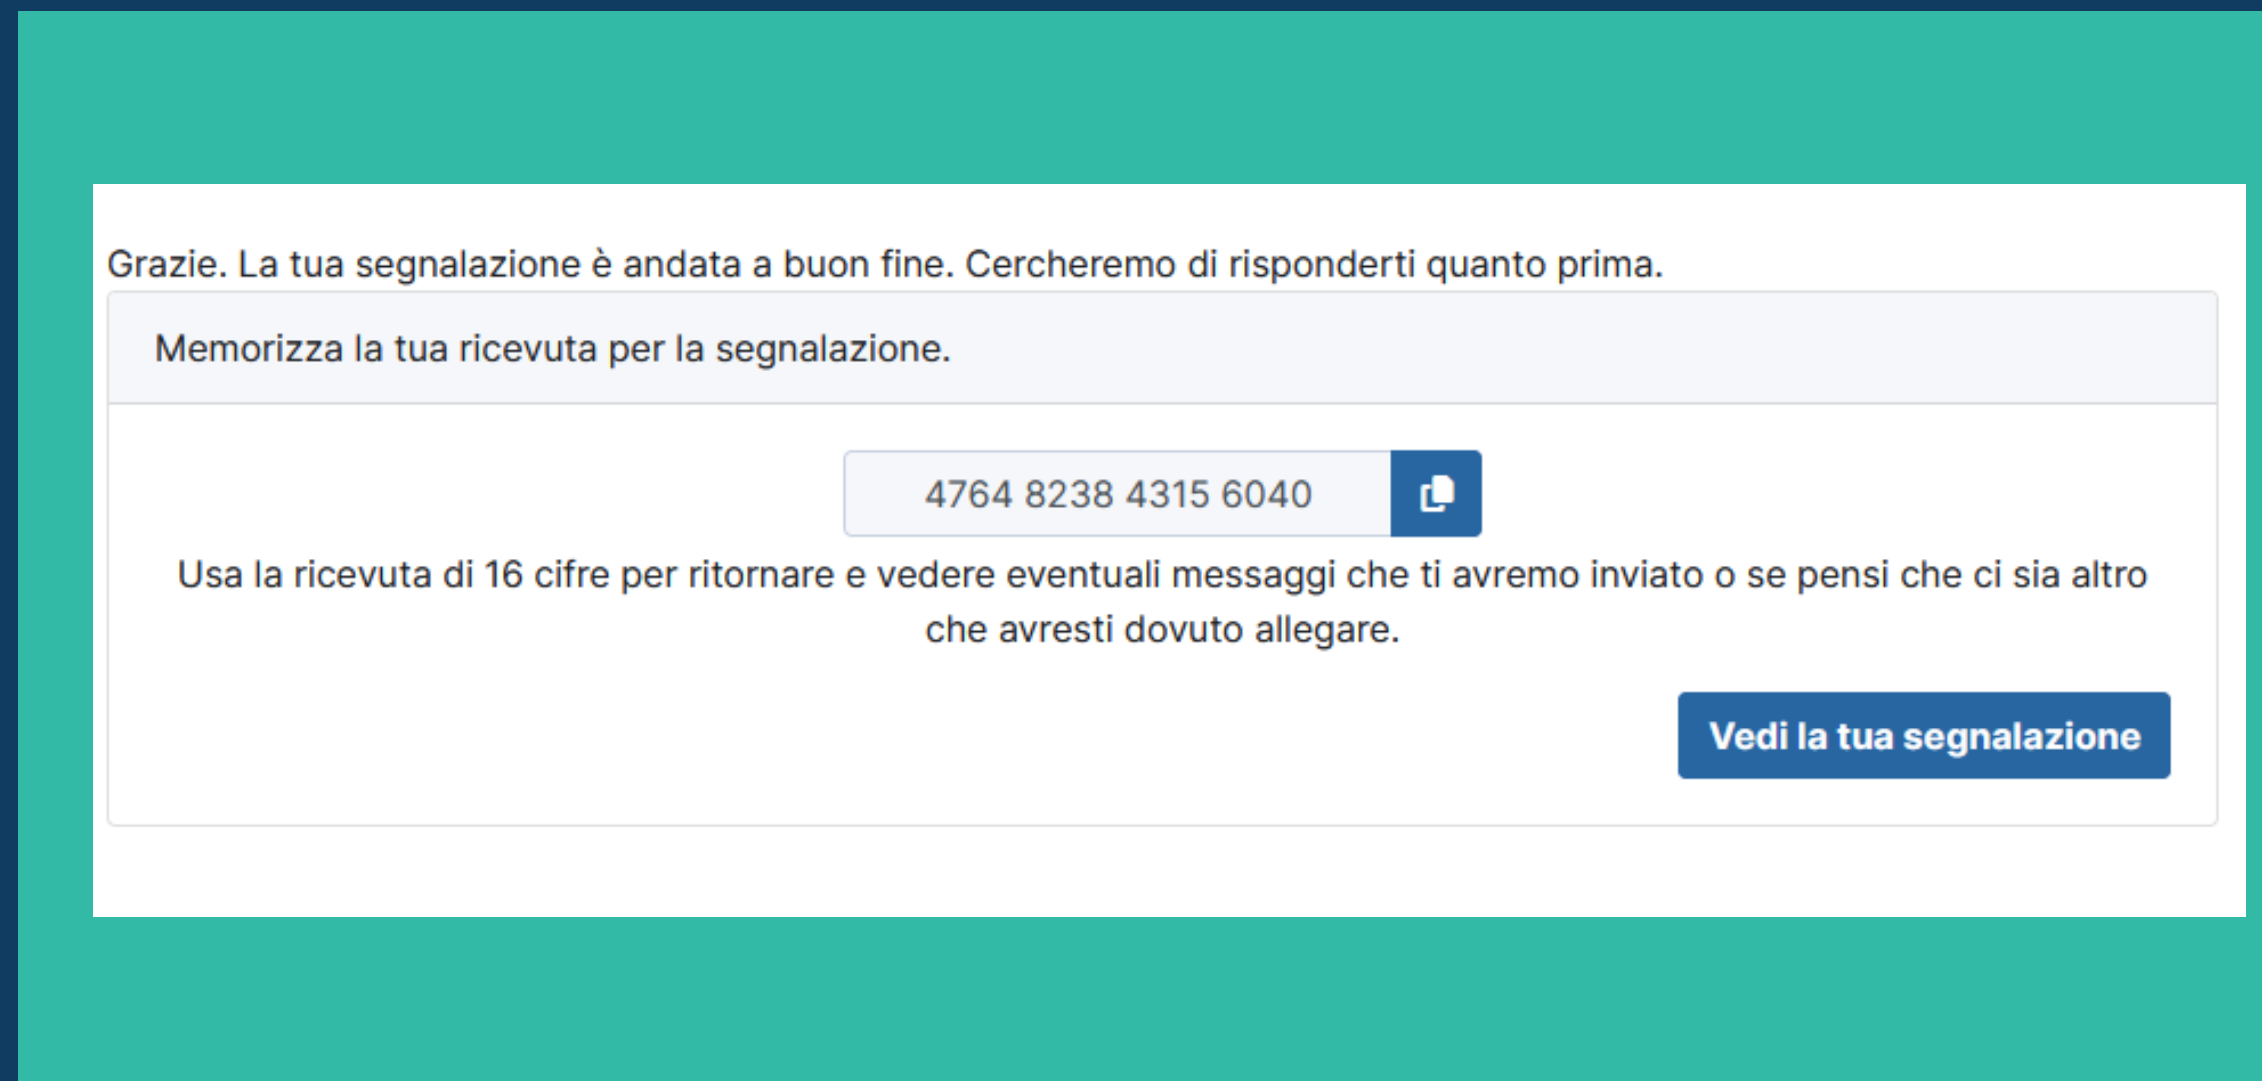 Grazie. La tua segnalazione è andata a buon fine. Cercheremo di risponderti quanto prima.
Memorizza la tua ricevuta per la segnalazione.
4764 8238 4315 6040
Usa la ricevuta di 16 cifre per ritornare e vedere eventuali messaggi che ti avremo inviato o se pensi che ci sia altro
che avresti dovuto allegare.
Vedi la tua segnalazione